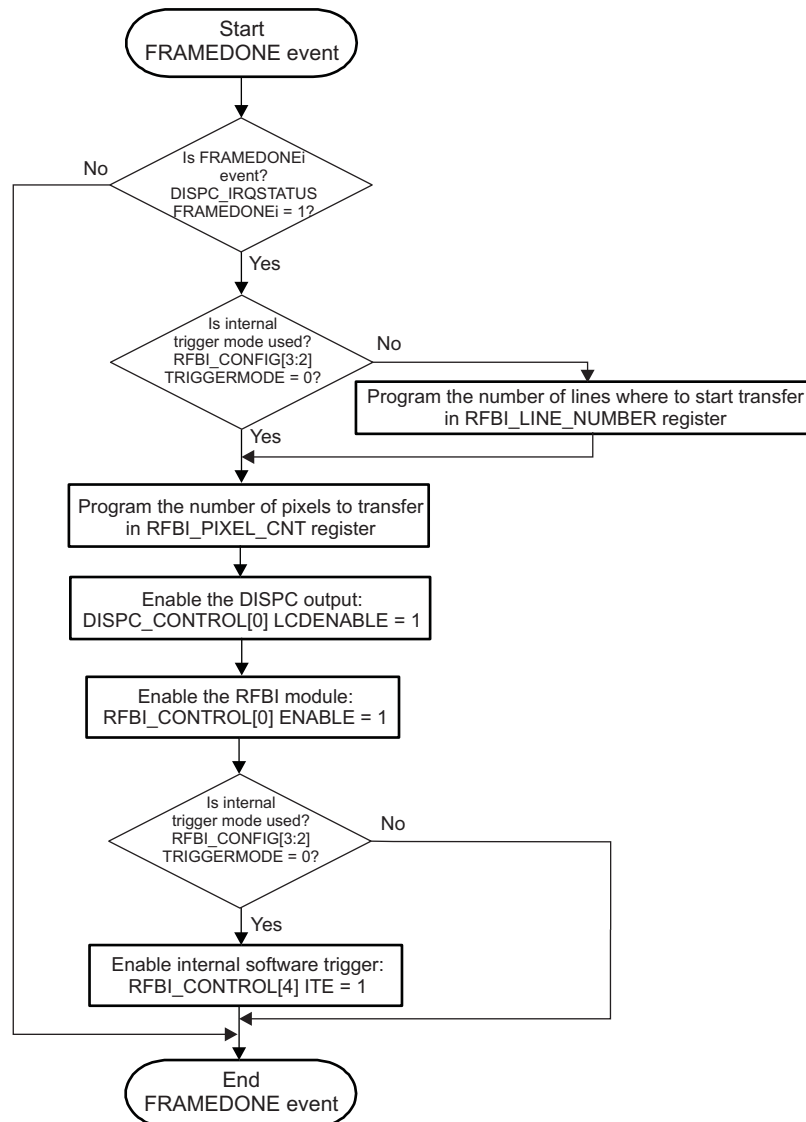 Start
FRAMEDONE event
Is FRAMEDONEi
event?
DISPC_IRQSTATUS
FRAMEDONEi = 1?
No
Yes
Is internal
trigger mode used?
RFBI_CONFIG[3:2]
TRIGGERMODE = 0?
No
Program the number of lines where to start transfer
in RFBI_LINE_NUMBER register
Yes
Program the number of pixels to transfer
in RFBI_PIXEL_CNT register
Enable the DISPC output:
DISPC_CONTROL[0] LCDENABLE = 1
Enable the RFBI module:
RFBI_CONTROL[0] ENABLE = 1
Is internal
trigger mode used?
RFBI_CONFIG[3:2]
TRIGGERMODE = 0?
No
Yes
Enable internal software trigger:
RFBI_CONTROL[4] ITE = 1
End
FRAMEDONE event